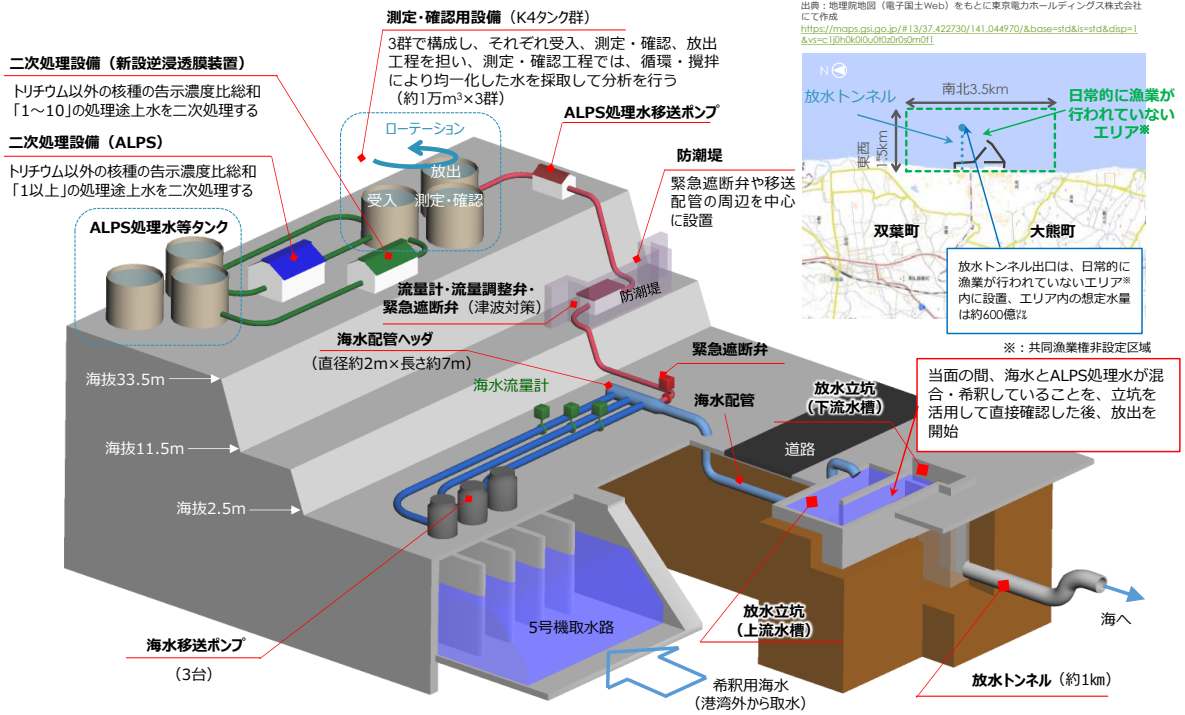 測定・確認用設備（K4タンク群）
3群で構成し、それぞれ受入、測定・確認、放出
工程を担い、測定・確認工程では、循環・攪拌
により均一化した水を採取して分析を行う
（約1万m³×3群）
二次処理設備（新設逆浸透膜装置）
トリチウム以外の核種の告示濃度比総和
「1～10」の処理途上水を二次処理する
二次処理設備（ALPS）
トリチウム以外の核種の告示濃度比総和
「1以上」の処理途上水を二次処理する
ALPS処理水等タンク
ローテーション
放出
受入
測定・確認
ALPS処理水移送ポンプ
防潮堤
緊急遮断弁や移送
配管の周辺を中心
に設置
防潮堤
流量計・流量調整弁・
緊急遮断弁（津波対策）
海水配管ヘッダ
（直径約2m×長さ約7m）
海水流量計
緊急遮断弁
海水配管
放水立坑
（下流水槽）
道路
海抜33.5m
海抜11.5m
海抜2.5m
5号機取水路
海水移送ポンプ
（3台）
希釈用海水
（港湾外から取水）
放水立坑
（上流水槽）
放水トンネル（約1km）
海へ
出典：地理院地図（電子国土Web）をもとに東京電力ホールディングス株式会社
にて作成
https://maps.gsi.go.jp/#13/37.422730/141.044970/&base=std&ls=std&disp=1
&vs=c1j0h0k0l0u0t0z0r0s0m0f1
N
放水トンネル
南北3.5km
東西
1.5km
日常的に漁業が
行われていない
エリア※
双葉町
大熊町
放水トンネル出口は、日常的に
漁業が行われていないエリア※
内に設置、エリア内の想定水量
は約600億㍑
※：共同漁業権非設定区域
当面の間、海水とALPS処理水が混
合・希釈していることを、立坑を
活用して直接確認した後、放出を
開始